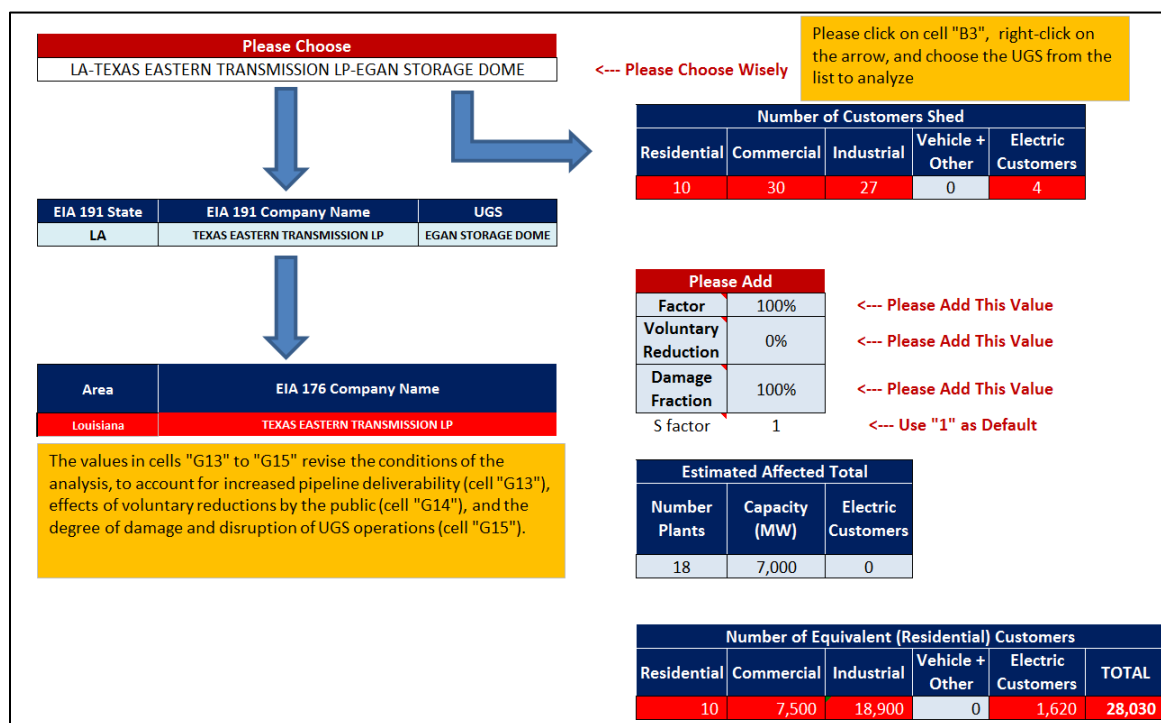 Please Choose
LA-TEXAS EASTERN TRANSMISSION LP-EGAN STORAGE DOME
<--- Please Choose Wisely
Please click on cell "B3", right-click on
the arrow, and choose the UGS from the
list to analyze
Number of Customers Shed
Residential Commercial Industrial Vehicle + Other Electric Customers
10 30 27 0 4
EIA 191 State EIA 191 Company Name UGS
LA TEXAS EASTERN TRANSMISSION LP EGAN STORAGE DOME
Please Add
Factor 100% <--- Please Add This Value
Voluntary Reduction 0% <--- Please Add This Value
Damage Fraction 100% <--- Please Add This Value
S factor 1 <--- Use "1" as Default
Area EIA 176 Company Name
Louisiana TEXAS EASTERN TRANSMISSION LP
The values in cells "G13" to "G15" revise the conditions of the
analysis, to account for increased pipeline deliverability (cell "G13"),
effects of voluntary reductions by the public (cell "G14"), and the
degree of damage and disruption of UGS operations (cell "G15").
Estimated Affected Total
Number Plants Capacity (MW) Electric Customers
18 7,000 0
Number of Equivalent (Residential) Customers
Residential Commercial Industrial Vehicle + Other Electric Customers TOTAL
10 7,500 18,900 0 1,620 28,030